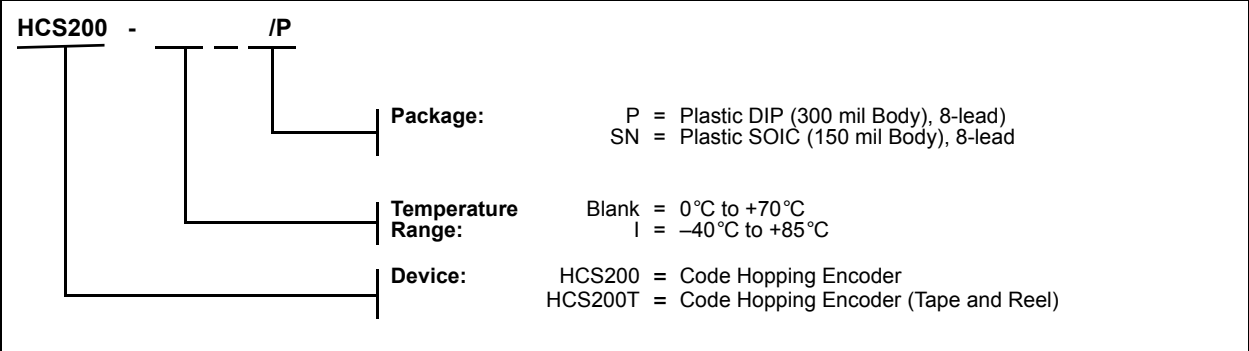 HCS200 - /P
Package: P = Plastic DIP (300 mil Body), 8-lead)
SN = Plastic SOIC (150 mil Body), 8-lead
Temperature Blank = 0°C to +70°C
Range: I = –40°C to +85°C
Device: HCS200 = Code Hopping Encoder
HCS200T = Code Hopping Encoder (Tape and Reel)